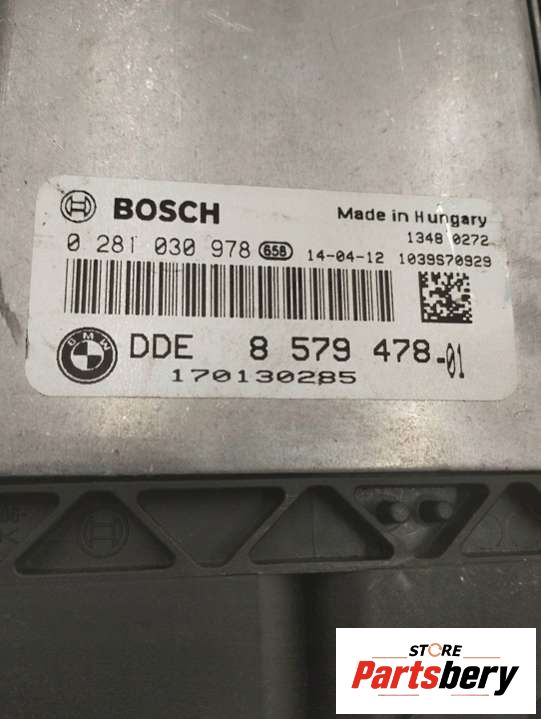 BOSCH Made in Hungary
1348 0272
0 281 030 978 65B 14-04-12 1039S70929
BMW DDE 8 579 478-01
170130285
STORE
Partsbery